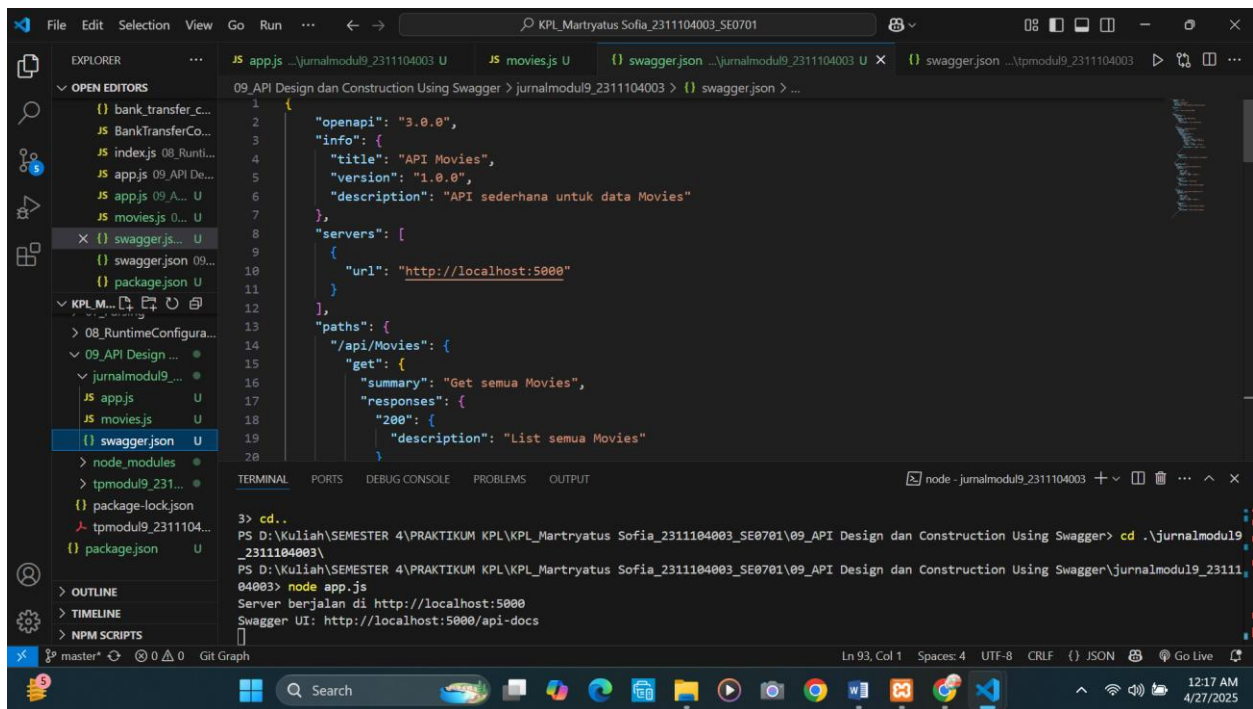 File Edit Selection View Go Run ··· KPL_Martryatus Sofia_2311104003_SE0701
EXPLORER ···
JS app.js ...\jurnalmodul9_2311104003 U JS movies.js U {} swagger.json ...\jurnalmodul9_2311104003 U {} swagger.json ...\tpmodul9_2311104003
09_API Design dan Construction Using Swagger > jurnalmodul9_2311104003 > {} swagger.json > ...
OPEN EDITORS
{} bank_transfer_c...
JS BankTransferCo...
JS index.js 08_Runti...
JS app.js 09_API De...
JS app.js 09_A... U
JS movies.js 0... U
{} swagger.js... U
{} swagger.json 09...
{} package.json U
KPL_M...
08_RuntimeConfigura...
09_API Design ...
jurnalmodul9_...
JS app.js U
JS movies.js U
{} swagger.json U
node_modules
tpmodul9_231...
{} package-lock.json
tpmodul9_2311104...
{} package.json U
OUTLINE
TIMELINE
NPM SCRIPTS
5
1 {
2 "openapi": "3.0.0",
3 "info": {
4 "title": "API Movies",
5 "version": "1.0.0",
6 "description": "API sederhana untuk data Movies"
7 },
8 "servers": [
9 {
10 "url": "http://localhost:5000"
11 }
12 ],
13 "paths": {
14 "/api/Movies": {
15 "get": {
16 "summary": "Get semua Movies",
17 "responses": {
18 "200": {
19 "description": "List semua Movies"
20 }
TERMINAL PORTS DEBUG CONSOLE PROBLEMS OUTPUT node - jurnalmodul9_2311104003
3> cd..
PS D:\Kuliah\SEMESTER 4\PRAKTIKUM KPL\KPL_Martryatus Sofia_2311104003_SE0701\09_API Design dan Construction Using Swagger> cd .\jurnalmodul9
_2311104003\
PS D:\Kuliah\SEMESTER 4\PRAKTIKUM KPL\KPL_Martryatus Sofia_2311104003_SE0701\09_API Design dan Construction Using Swagger\jurnalmodul9_23111
04003> node app.js
Server berjalan di http://localhost:5000
Swagger UI: http://localhost:5000/api-docs
master* 0 0 Git Graph Ln 93, Col 1 Spaces: 4 UTF-8 CRLF {} JSON Go Live
5 Search 12:17 AM
4/27/2025